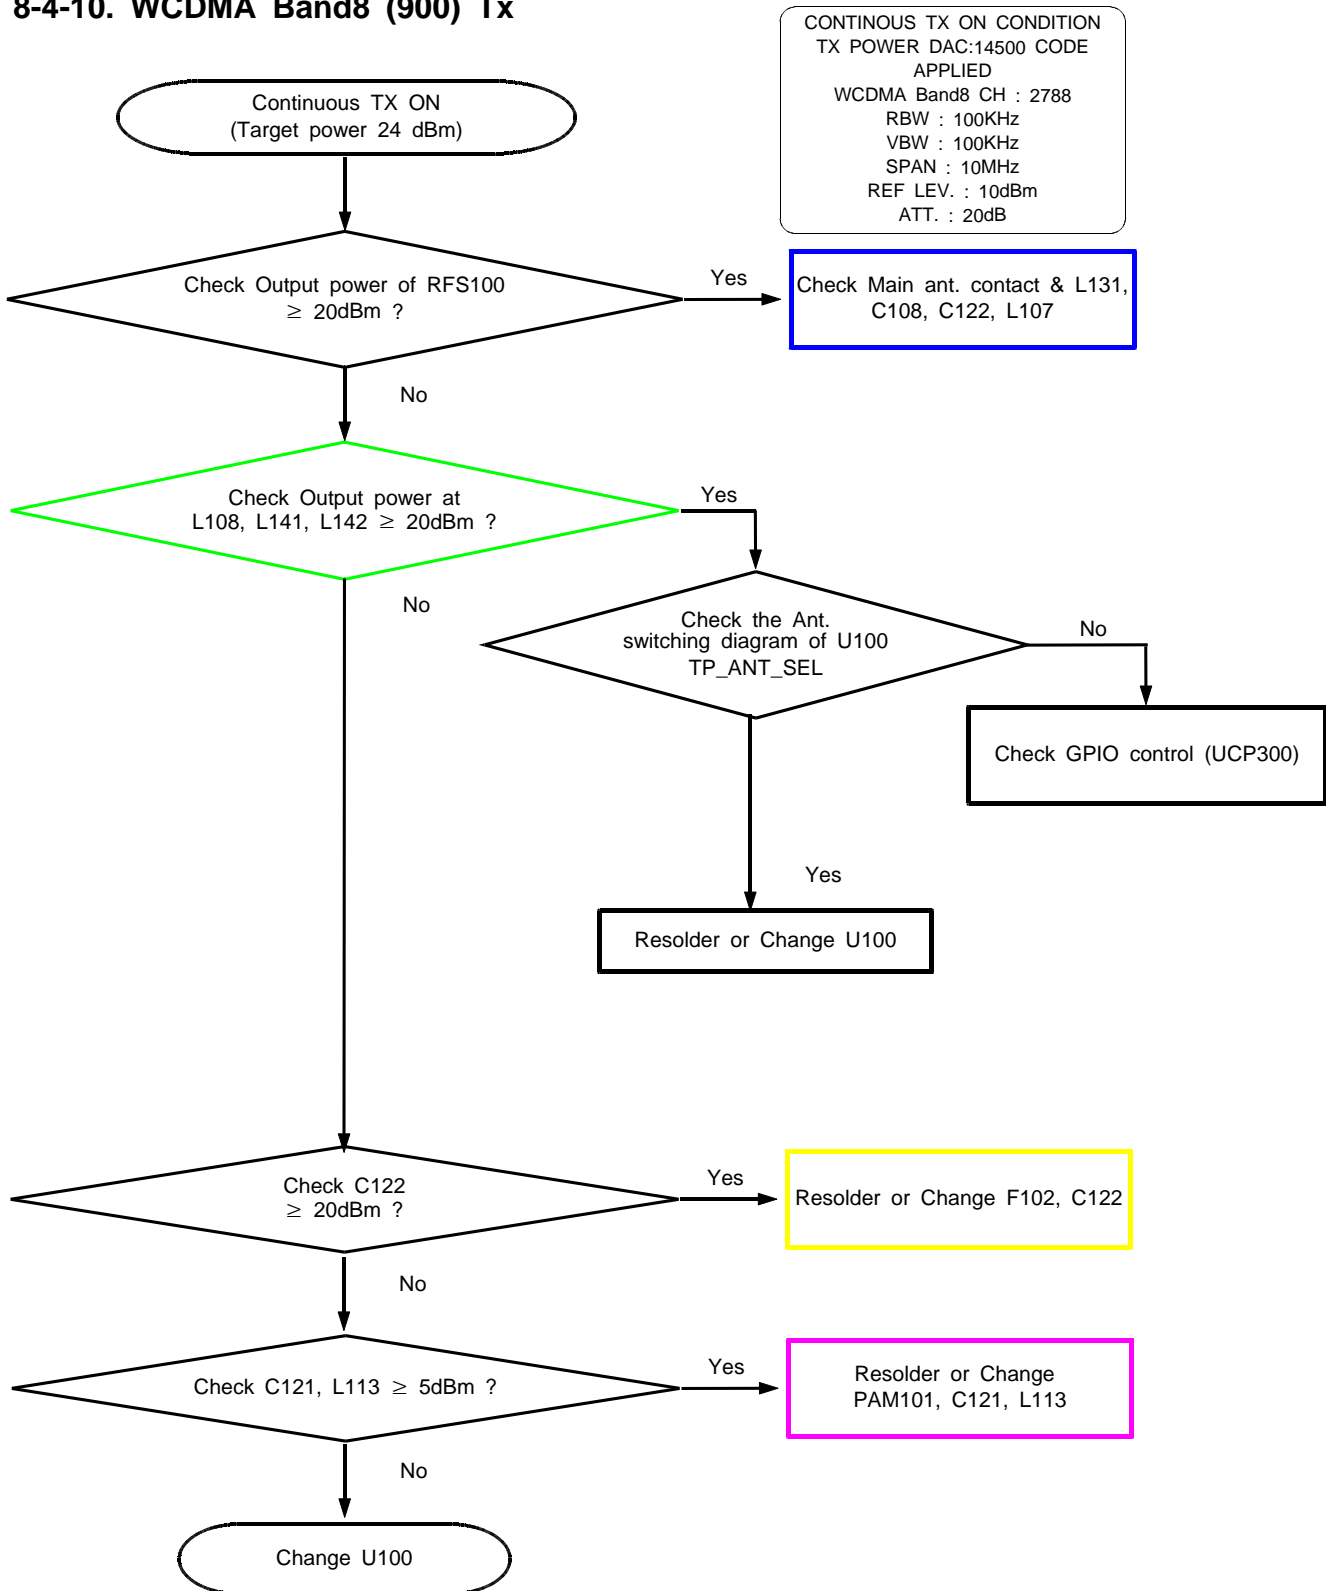 8-4-10. WCDMA Band8 (900) Tx
CONTINOUS TX ON CONDITION
TX POWER DAC:14500 CODE
APPLIED
WCDMA Band8 CH : 2788
RBW : 100KHz
VBW : 100KHz
SPAN : 10MHz
REF LEV. : 10dBm
ATT. : 20dB
Continuous TX ON
(Target power 24 dBm)
Check Output power of RFS100
≥ 20dBm ?
Yes
Check Main ant. contact & L131,
C108, C122, L107
No
Check Output power at
L108, L141, L142 ≥ 20dBm ?
Yes
No
Check the Ant.
switching diagram of U100
TP_ANT_SEL
No
Check GPIO control (UCP300)
Yes
Resolder or Change U100
Check C122
≥ 20dBm ?
Yes
Resolder or Change F102, C122
No
Check C121, L113 ≥ 5dBm ?
Yes
Resolder or Change
PAM101, C121, L113
No
Change U100